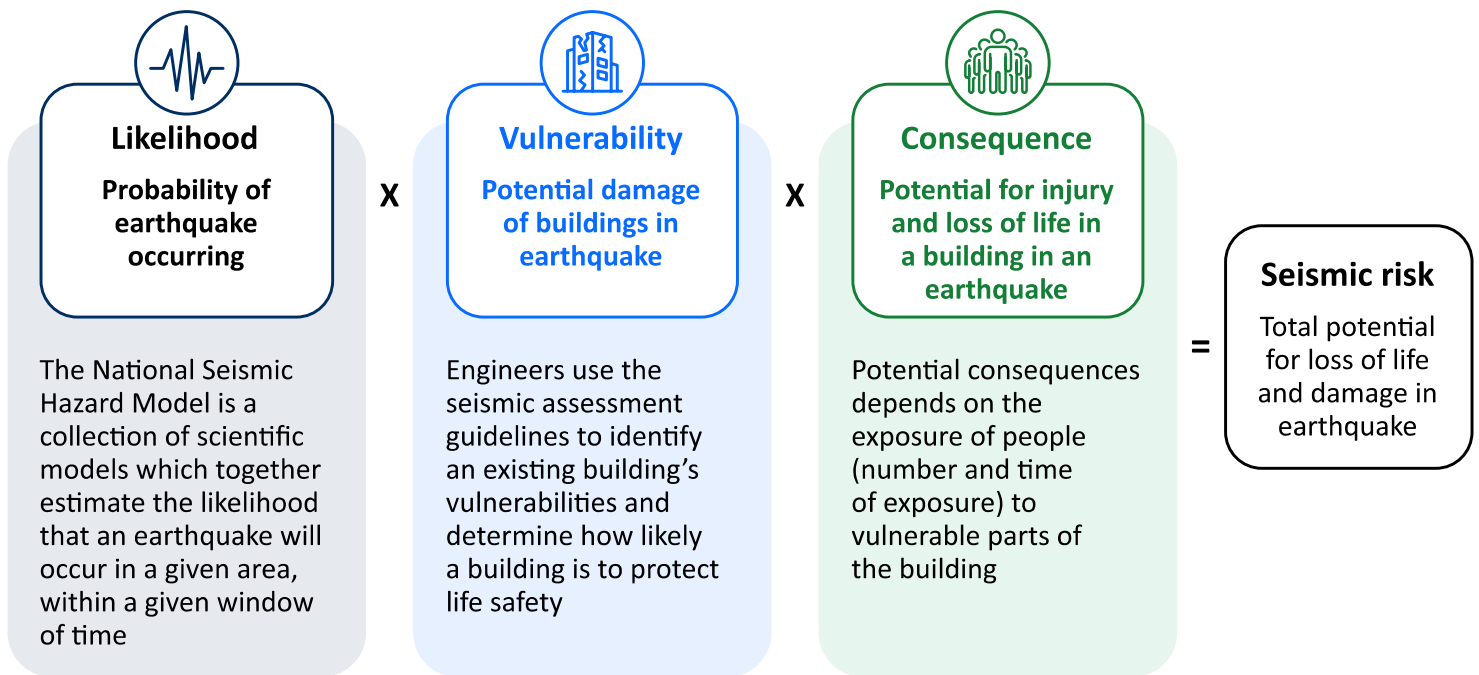 Likelihood
Probability of
earthquake
occurring
The National Seismic
Hazard Model is a
collection of scientific
models which together
estimate the likelihood
that an earthquake will
occur in a given area,
within a given window
of time
X
Vulnerability
Potential damage
of buildings in
earthquake
Engineers use the
seismic assessment
guidelines to identify
an existing building’s
vulnerabilities and
determine how likely
a building is to protect
life safety
X
Consequence
Potential for injury
and loss of life in
a building in an
earthquake
Potential consequences
depends on the
exposure of people
(number and time
of exposure) to
vulnerable parts of
the building
=
Seismic risk
Total potential
for loss of life
and damage in
earthquake